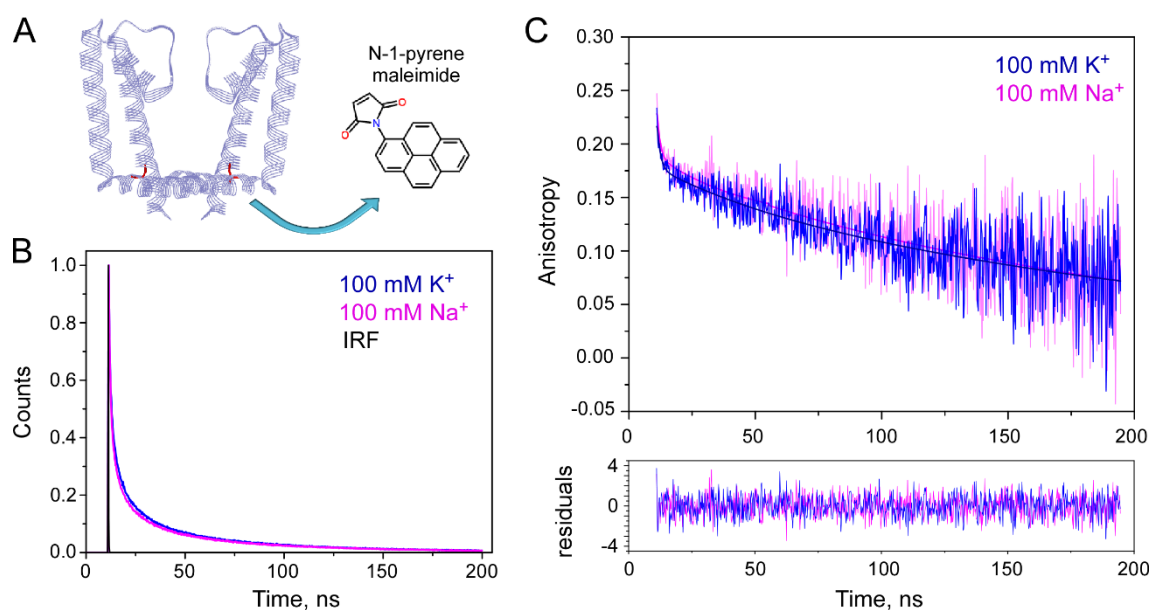 A
N-1-pyrene
maleimide
O
N
O
B
100 mM K⁺
100 mM Na⁺
IRF
1.0
0.8
0.6
0.4
0.2
0.0
Counts
0
50
100
150
200
Time, ns
C
100 mM K⁺
100 mM Na⁺
0.30
0.25
0.20
0.15
0.10
0.05
0.00
-0.05
Anisotropy
0
50
100
150
200
4
0
-4
residuals
0
50
100
150
200
Time, ns